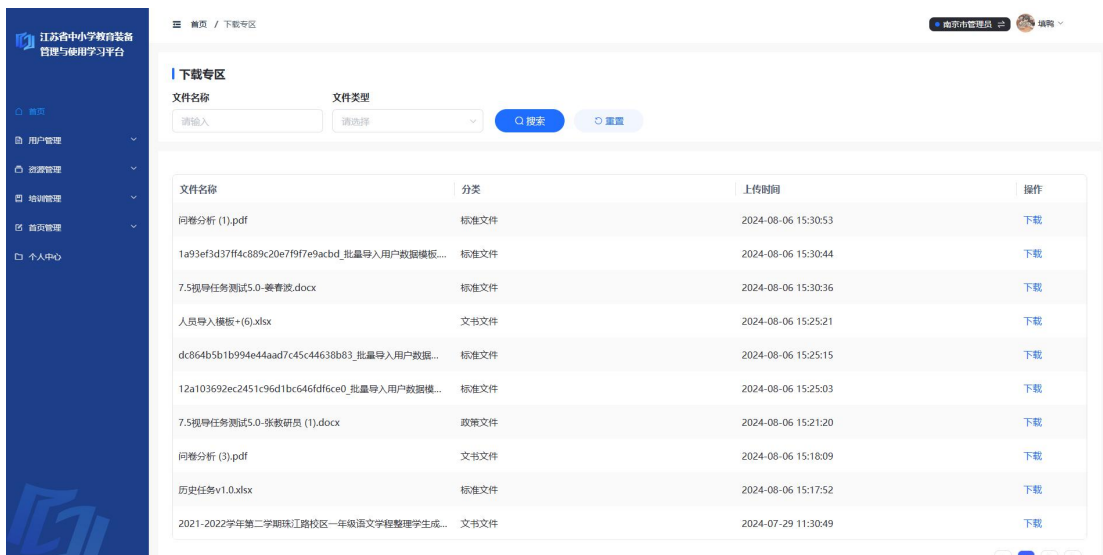 江苏省中小学教育装备
管理与使用学习平台
首页
用户管理
资源管理
培训管理
首页管理
个人中心
首页 / 下载专区
南京市管理员
填鸭
下载专区
文件名称 文件类型
请输入 请选择 搜索 重置
文件名称 分类 上传时间 操作
问卷分析 (1).pdf 标准文件 2024-08-06 15:30:53 下载
1a93ef3d37ff4c889c20e7f9f7e9acbd_批量导入用户数据模板.... 标准文件 2024-08-06 15:30:44 下载
7.5视导任务测试5.0-姜春波.docx 标准文件 2024-08-06 15:30:36 下载
人员导入模板+(6).xlsx 文书文件 2024-08-06 15:25:21 下载
dc864b5b1b994e44aad7c45c44638b83_批量导入用户数据... 标准文件 2024-08-06 15:25:15 下载
12a103692ec2451c96d1bc646fdf6ce0_批量导入用户数据模... 标准文件 2024-08-06 15:25:03 下载
7.5视导任务测试5.0-张教研员 (1).docx 政策文件 2024-08-06 15:21:20 下载
问卷分析 (3).pdf 文书文件 2024-08-06 15:18:09 下载
历史任务v1.0.xlsx 标准文件 2024-08-06 15:17:52 下载
2021-2022学年第二学期珠江路校区一年级语文学程整理学生成... 文书文件 2024-07-29 11:30:49 下载